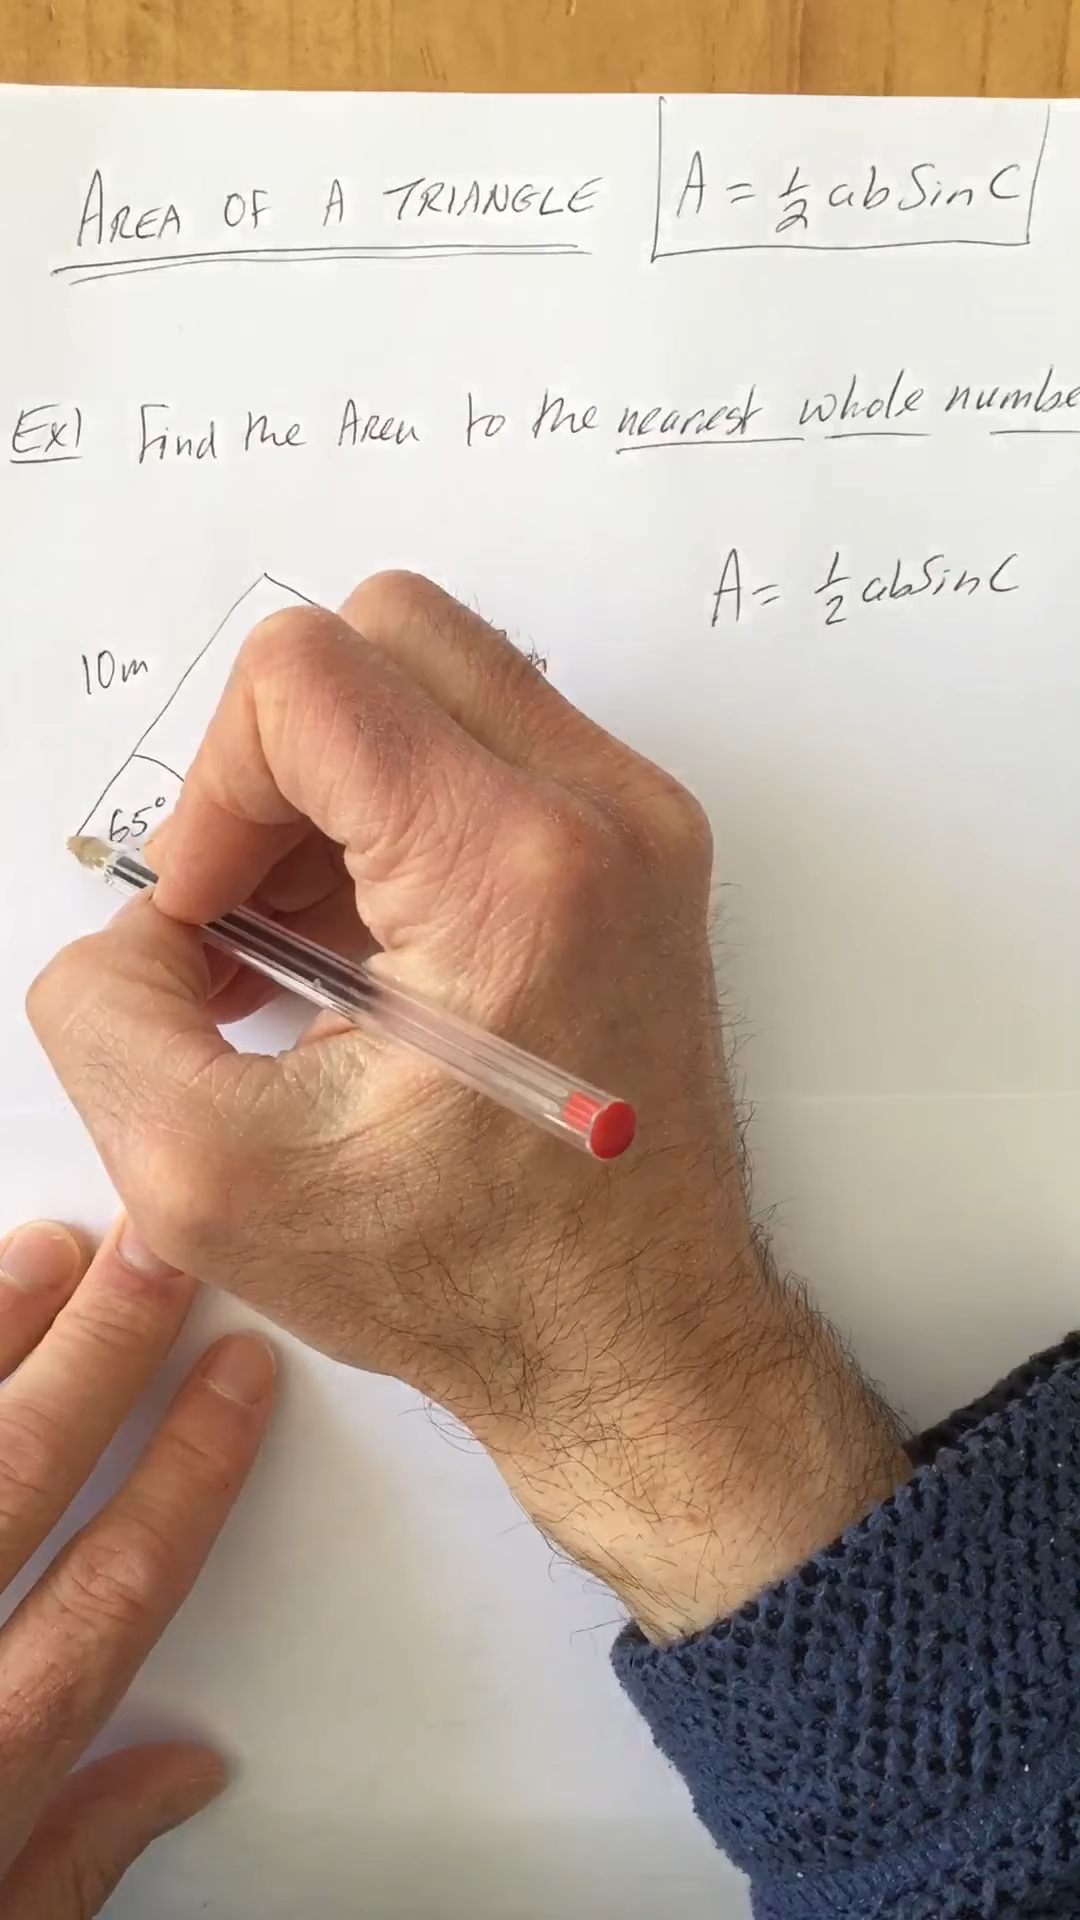 AREA OF A TRIANGLE
A = 1/2 ab Sin C
Ex1 Find the Area to the nearest whole numbe
A = 1/2 abSinC
10m
65°